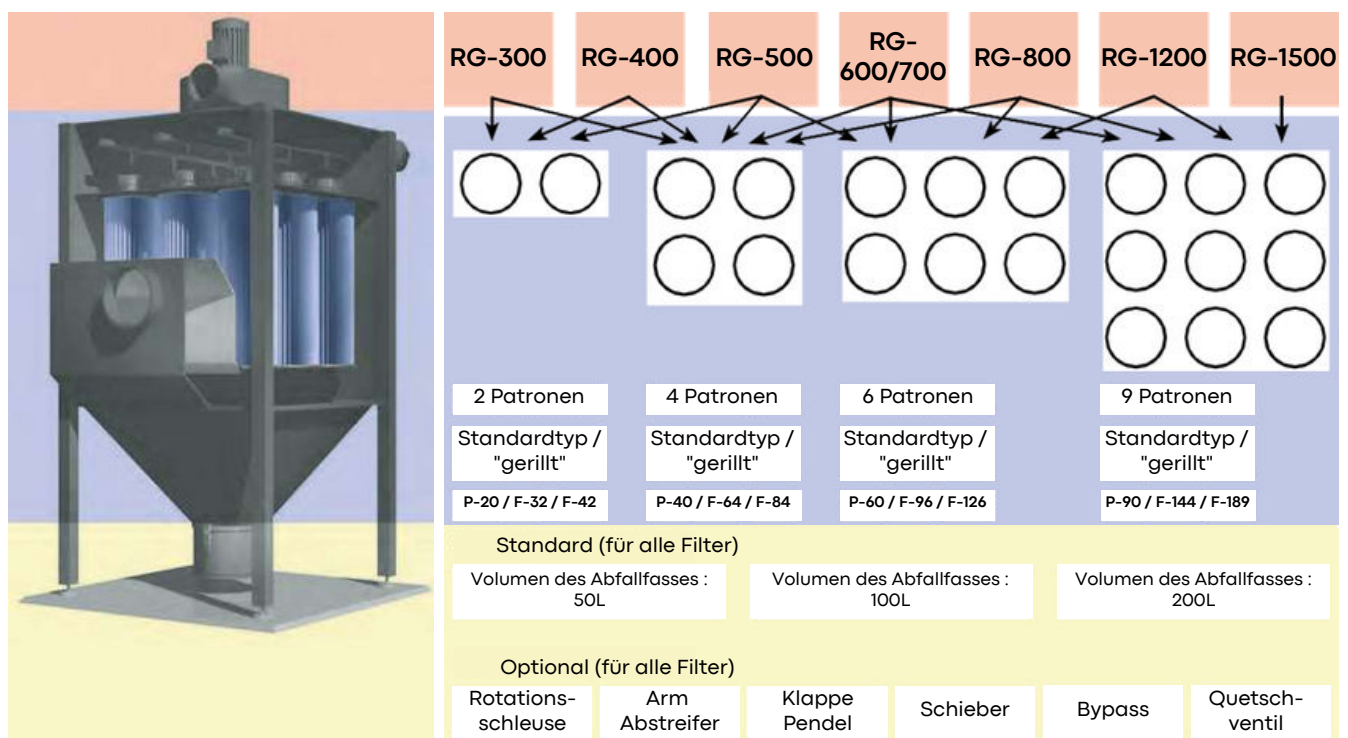 RG-300
RG-400
RG-500
RG-
600/700
RG-800
RG-1200
RG-1500
2 Patronen
4 Patronen
6 Patronen
9 Patronen
Standardtyp /
"gerillt"
Standardtyp /
"gerillt"
Standardtyp /
"gerillt"
Standardtyp /
"gerillt"
P-20 / F-32 / F-42
P-40 / F-64 / F-84
P-60 / F-96 / F-126
P-90 / F-144 / F-189
Standard (für alle Filter)
Volumen des Abfallfasses :
50L
Volumen des Abfallfasses :
100L
Volumen des Abfallfasses :
200L
Optional (für alle Filter)
Rotations-
schleuse
Arm
Abstreifer
Klappe
Pendel
Schieber
Bypass
Quetsch-
ventil